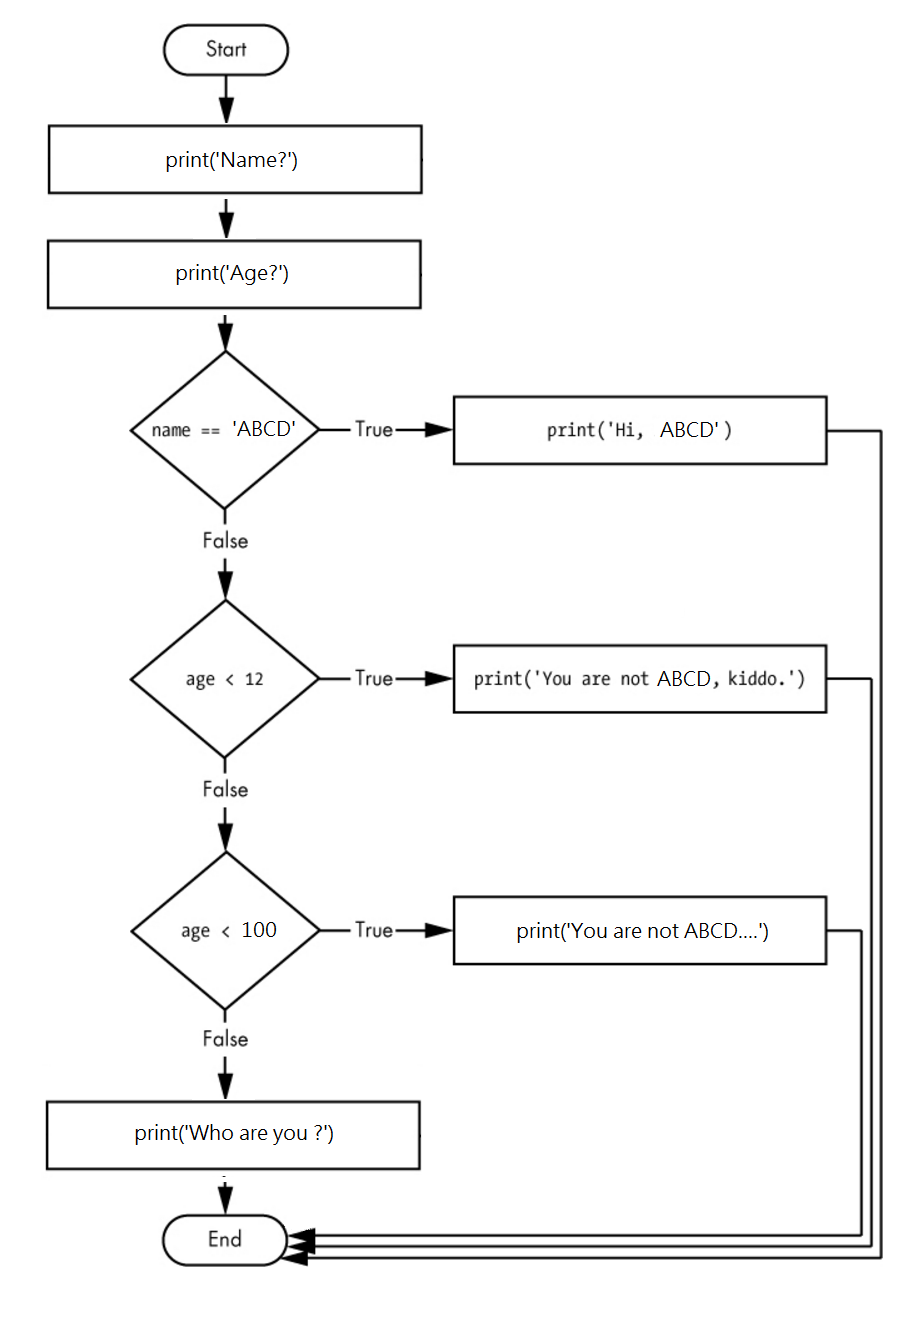 Start
print('Name?')
print('Age?')
name == 'ABCD'
True
print('Hi, ABCD')
False
age < 12
True
print('You are not ABCD, kiddo.')
False
age < 100
True
print('You are not ABCD....')
False
print('Who are you ?')
End